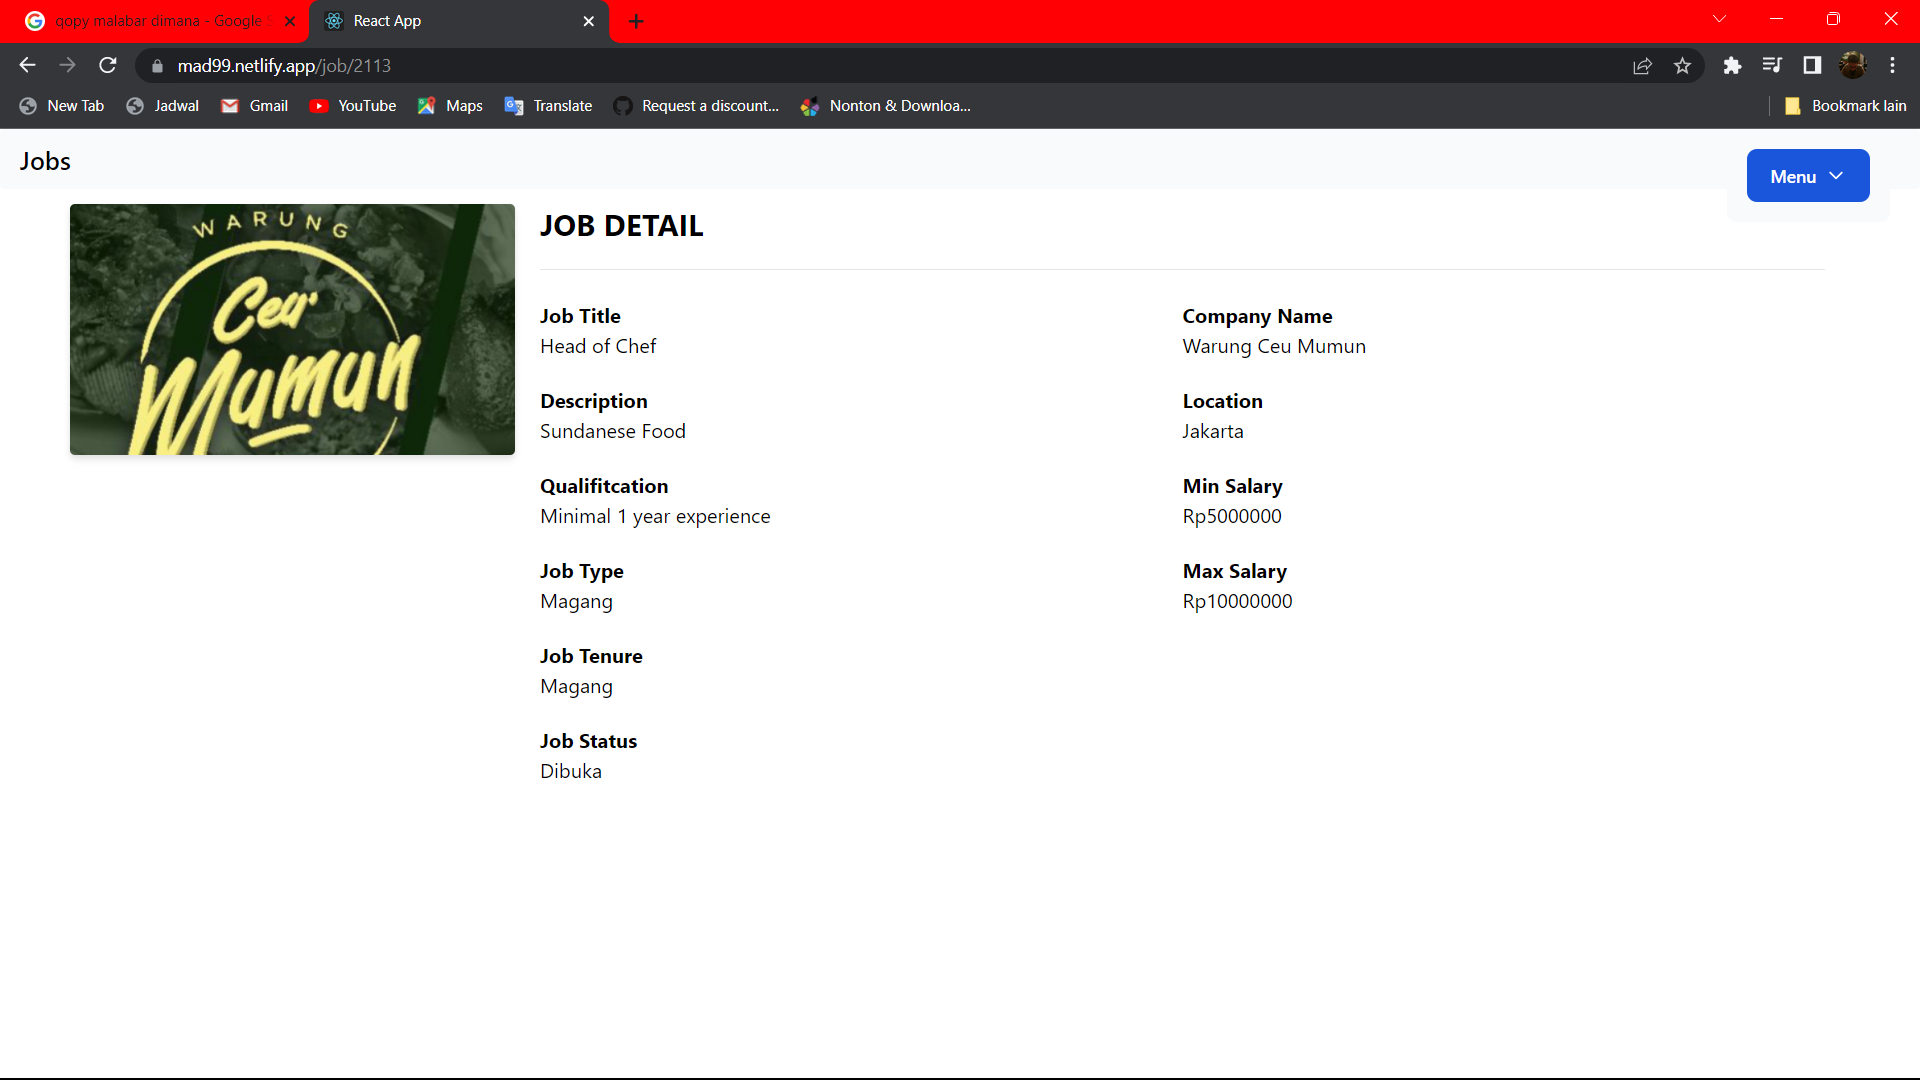 qopy malabar dimana - Google S
React App
mad99.netlify.app/job/2113
New Tab
Jadwal
Gmail
YouTube
Maps
Translate
Request a discount...
Nonton & Downloa...
Bookmark lain
Jobs
Menu
WARUNG
Ceu
Mumun
JOB DETAIL
Job Title
Head of Chef
Description
Sundanese Food
Qualifitcation
Minimal 1 year experience
Job Type
Magang
Job Tenure
Magang
Job Status
Dibuka
Company Name
Warung Ceu Mumun
Location
Jakarta
Min Salary
Rp5000000
Max Salary
Rp10000000